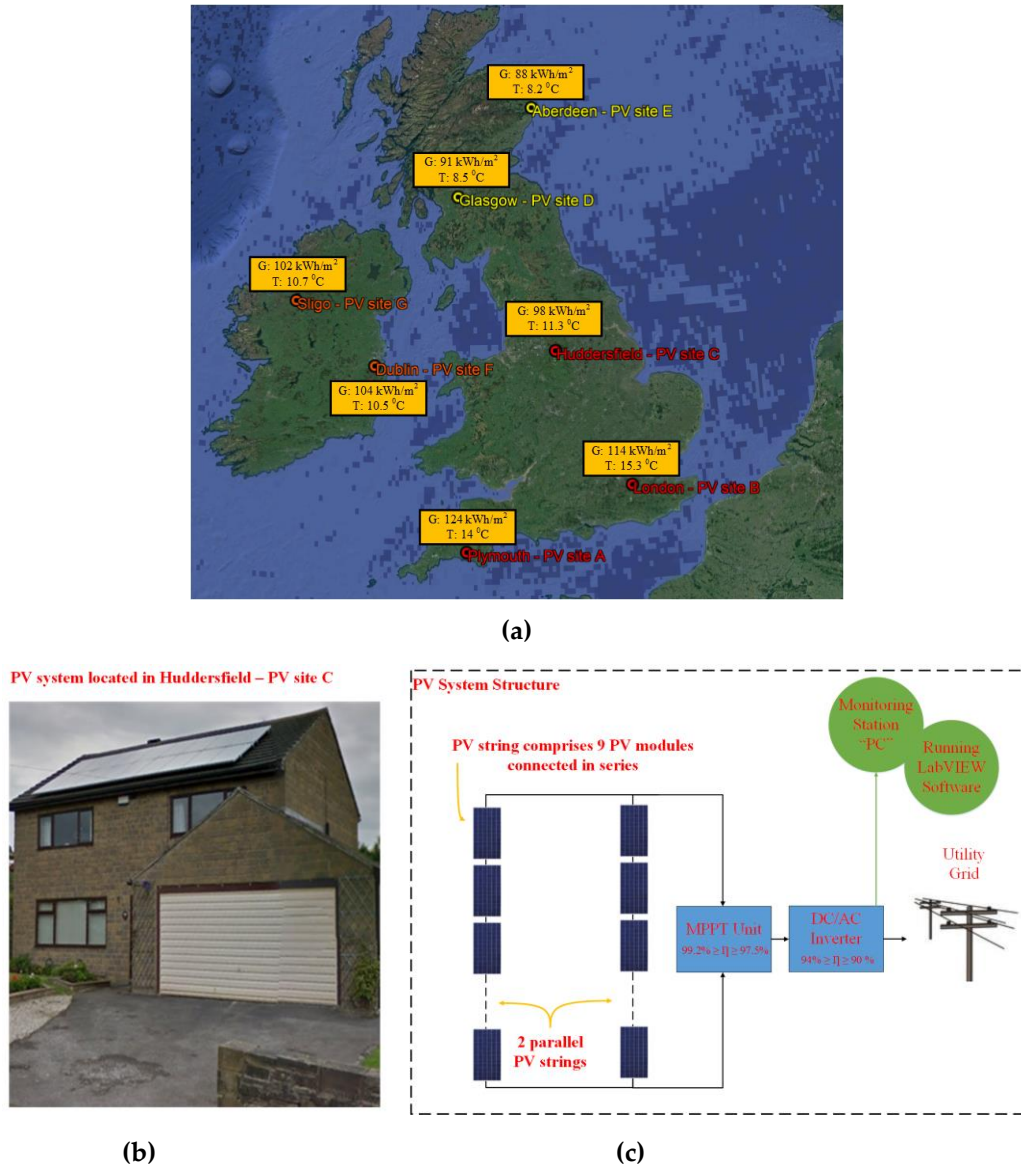 G: 88 kWh/m²
T: 8.2 ⁰C
Aberdeen - PV site E
G: 91 kWh/m²
T: 8.5 ⁰C
Glasgow - PV site D
G: 102 kWh/m²
T: 10.7 ⁰C
Sligo - PV site G
G: 98 kWh/m²
T: 11.3 ⁰C
Huddersfield - PV site C
Dublin - PV site F
G: 104 kWh/m²
T: 10.5 ⁰C
G: 114 kWh/m²
T: 15.3 ⁰C
London - PV site B
G: 124 kWh/m²
T: 14 ⁰C
Plymouth - PV site A
(a)
PV system located in Huddersfield – PV site C
(b)
PV System Structure
PV string comprises 9 PV modules
connected in series
Monitoring
Station
"PC"
Running
LabVIEW
Software
Utility
Grid
MPPT Unit
99.2% ≥ η ≥ 97.5%
DC/AC
Inverter
94% ≥ η ≥ 90 %
2 parallel
PV strings
(c)